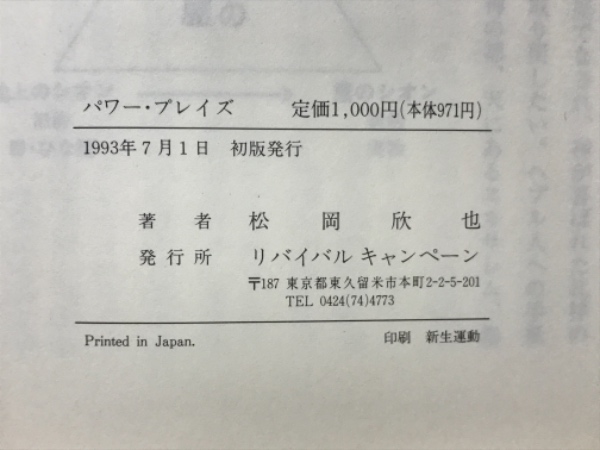 パワー・プレイズ　定価1,000円(本体971円)
1993年7月1日　初版発行
著者　松岡欣也
発行所　リバイバル キャンペーン
〒187 東京都東久留米市本町2-2-5-201
TEL 0424(74)4773
Printed in Japan.　印刷　新生運動